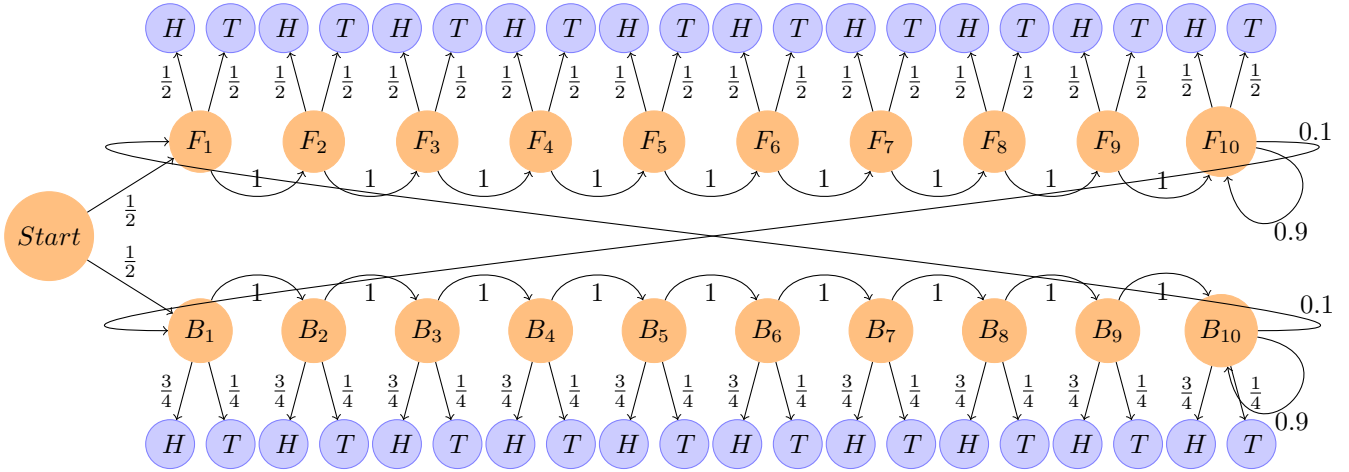 H T H T H T H T H T H T H T H T H T H T
1/2 1/2 1/2 1/2 1/2 1/2 1/2 1/2 1/2 1/2 1/2 1/2 1/2 1/2 1/2 1/2 1/2 1/2 1/2 1/2
F₁ F₂ F₃ F₄ F₅ F₆ F₇ F₈ F₉ F₁₀ 0.1
1 1 1 1 1 1 1 1 1
1/2
Start 0.9
1/2
1 1 1 1 1 1 1 1 1
0.1
B₁ B₂ B₃ B₄ B₅ B₆ B₇ B₈ B₉ B₁₀
3/4 1/4 3/4 1/4 3/4 1/4 3/4 1/4 3/4 1/4 3/4 1/4 3/4 1/4 3/4 1/4 3/4 1/4 3/4 1/4
0.9
H T H T H T H T H T H T H T H T H T H T